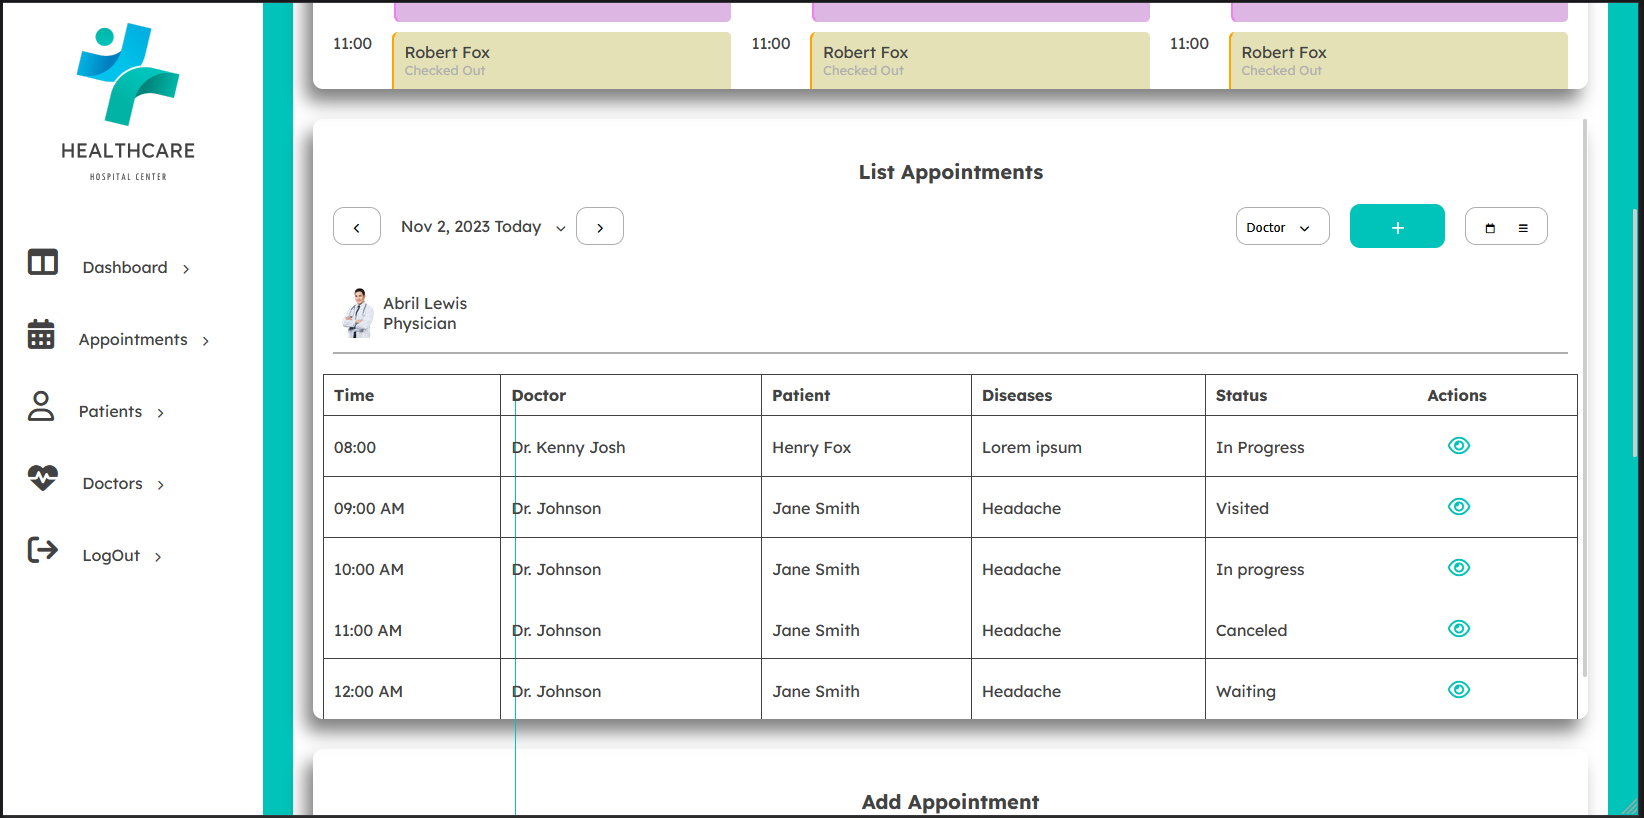 HEALTHCARE
HOSPITAL CENTER
Dashboard
Appointments
Patients
Doctors
LogOut
11:00 Robert Fox 11:00 Robert Fox 11:00 Robert Fox
Checked Out Checked Out Checked Out
List Appointments
Nov 2, 2023 Today Doctor +
Abril Lewis
Physician
Time Doctor Patient Diseases Status Actions
08:00 Dr. Kenny Josh Henry Fox Lorem ipsum In Progress
09:00 AM Dr. Johnson Jane Smith Headache Visited
10:00 AM Dr. Johnson Jane Smith Headache In progress
11:00 AM Dr. Johnson Jane Smith Headache Canceled
12:00 AM Dr. Johnson Jane Smith Headache Waiting
Add Appointment